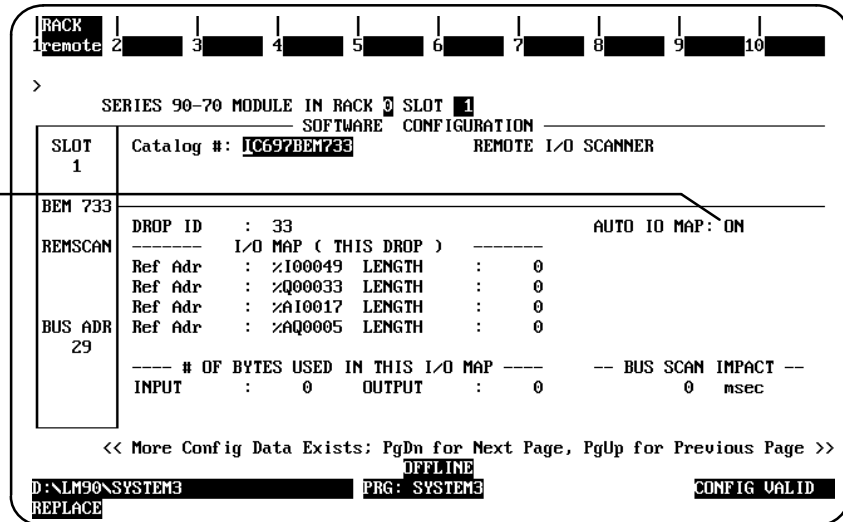 RACK
1remote 2 3 4 5 6 7 8 9 10
>
SERIES 90-70 MODULE IN RACK 0 SLOT 1
SOFTWARE CONFIGURATION
SLOT Catalog #: IC697BEM733 REMOTE I/O SCANNER
1
BEM 733
DROP ID : 33 AUTO IO MAP: ON
REMSCAN ------- I/O MAP ( THIS DROP ) -------
Ref Adr : %I00049 LENGTH : 0
Ref Adr : %Q00033 LENGTH : 0
Ref Adr : %AI0017 LENGTH : 0
BUS ADR Ref Adr : %AQ0005 LENGTH : 0
29
---- # OF BYTES USED IN THIS I/O MAP ---- -- BUS SCAN IMPACT --
INPUT : 0 OUTPUT : 0 0 msec
<< More Config Data Exists; PgDn for Next Page, PgUp for Previous Page >>
OFFLINE
D:\LM90\SYSTEM3 PRG: SYSTEM3 CONFIG VALID
REPLACE